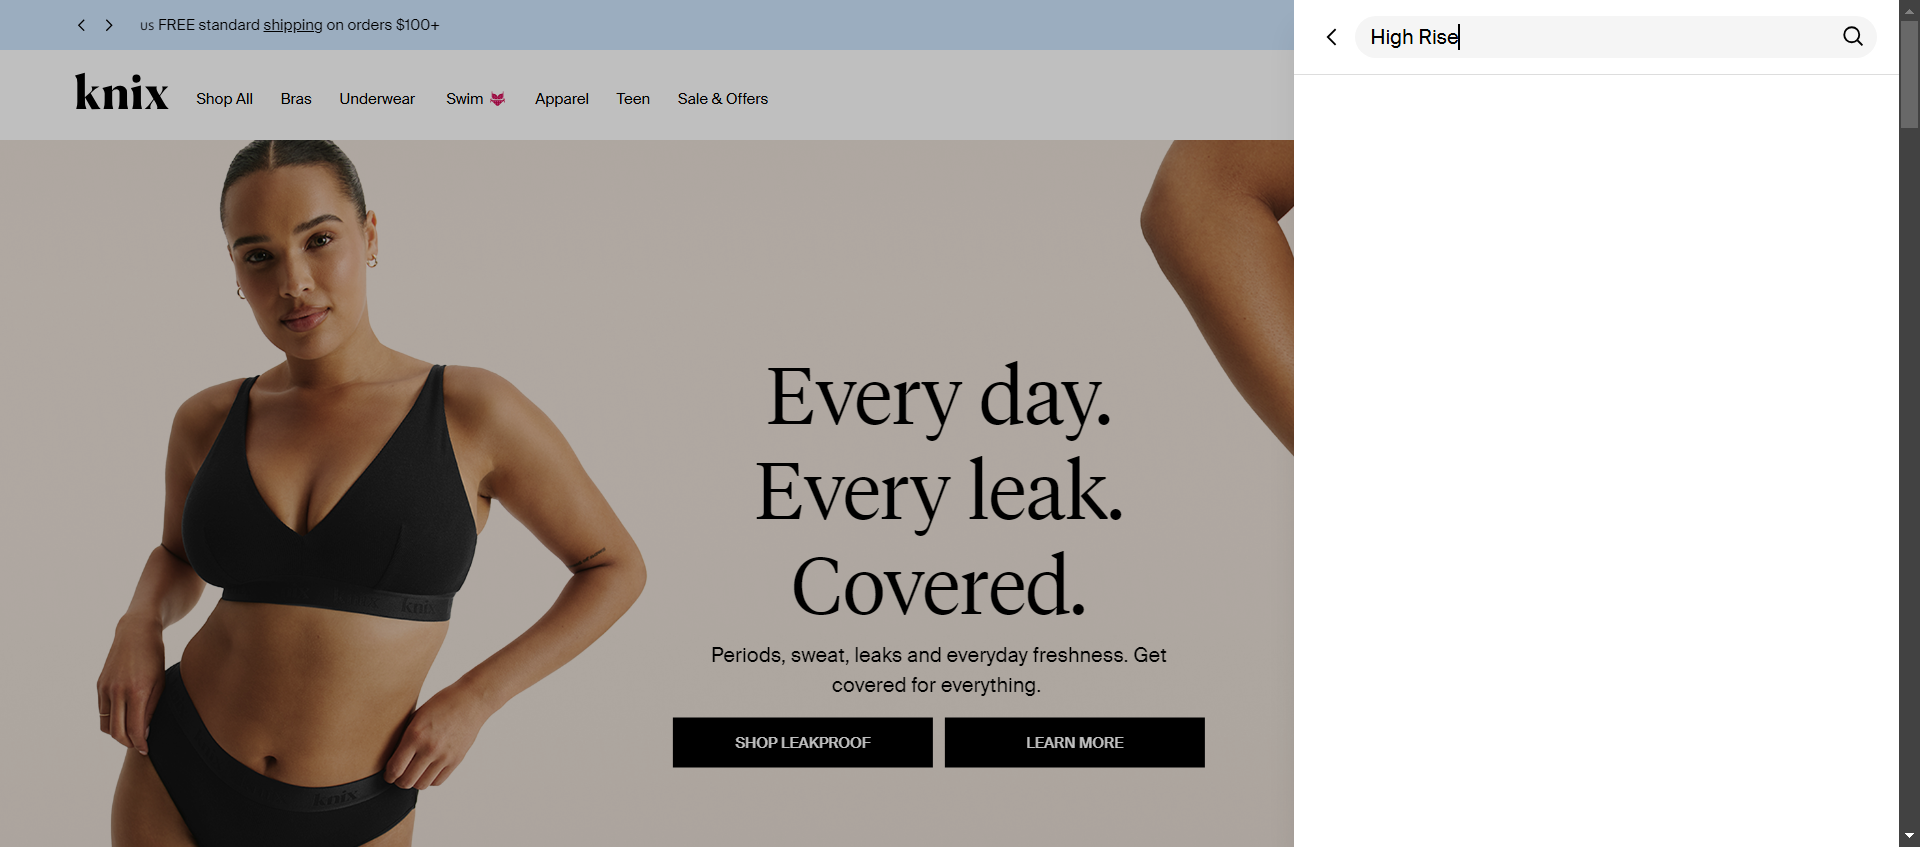 US FREE standard shipping on orders $100+
High Rise
knix
Shop All
Bras
Underwear
Swim
Apparel
Teen
Sale & Offers
Every day.
Every leak.
Covered.
Periods, sweat, leaks and everyday freshness. Get
covered for everything.
SHOP LEAKPROOF
LEARN MORE
knix
knix